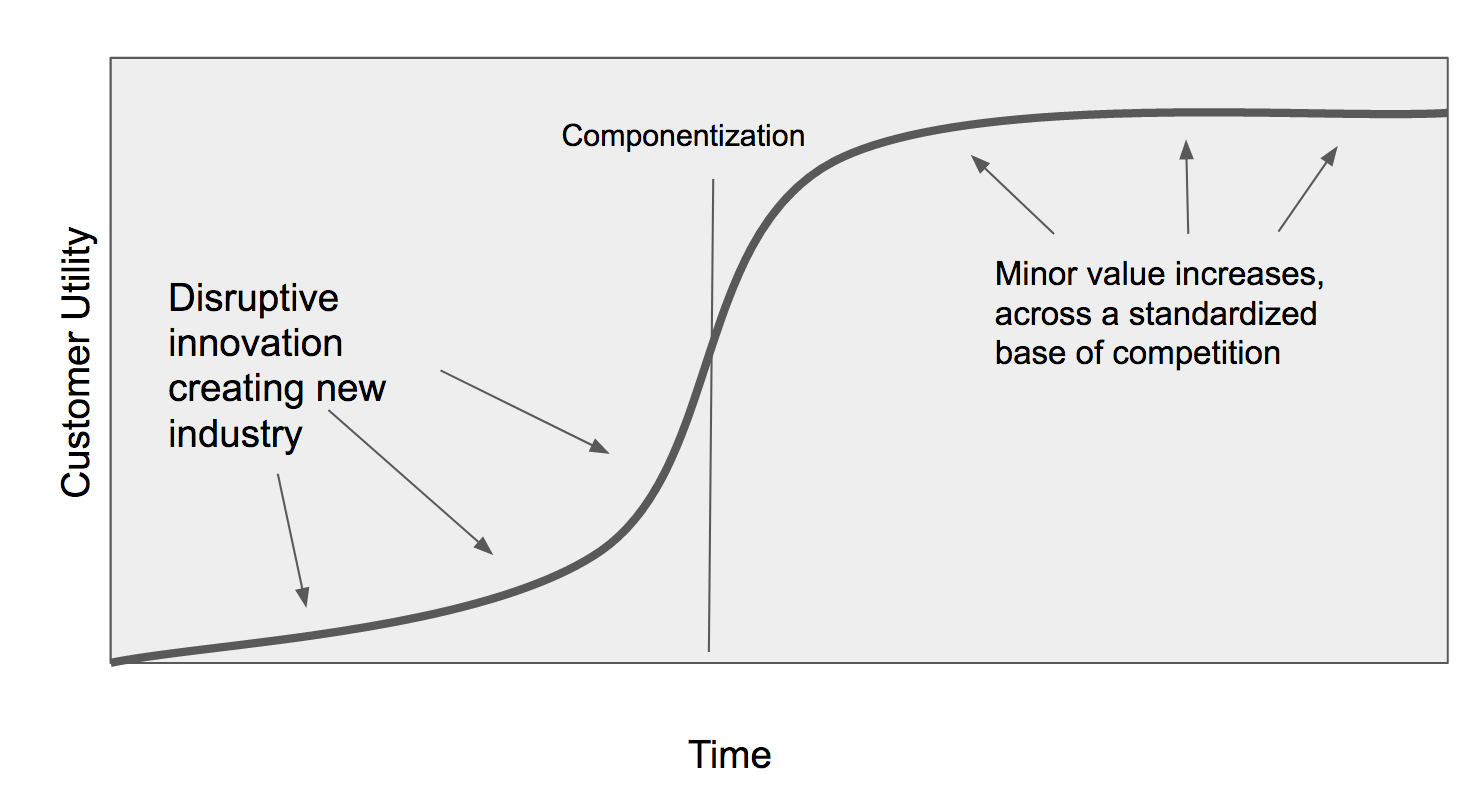 Componentization
Customer Utility
Disruptive
innovation
creating new
industry
Minor value increases,
across a standardized
base of competition
Time